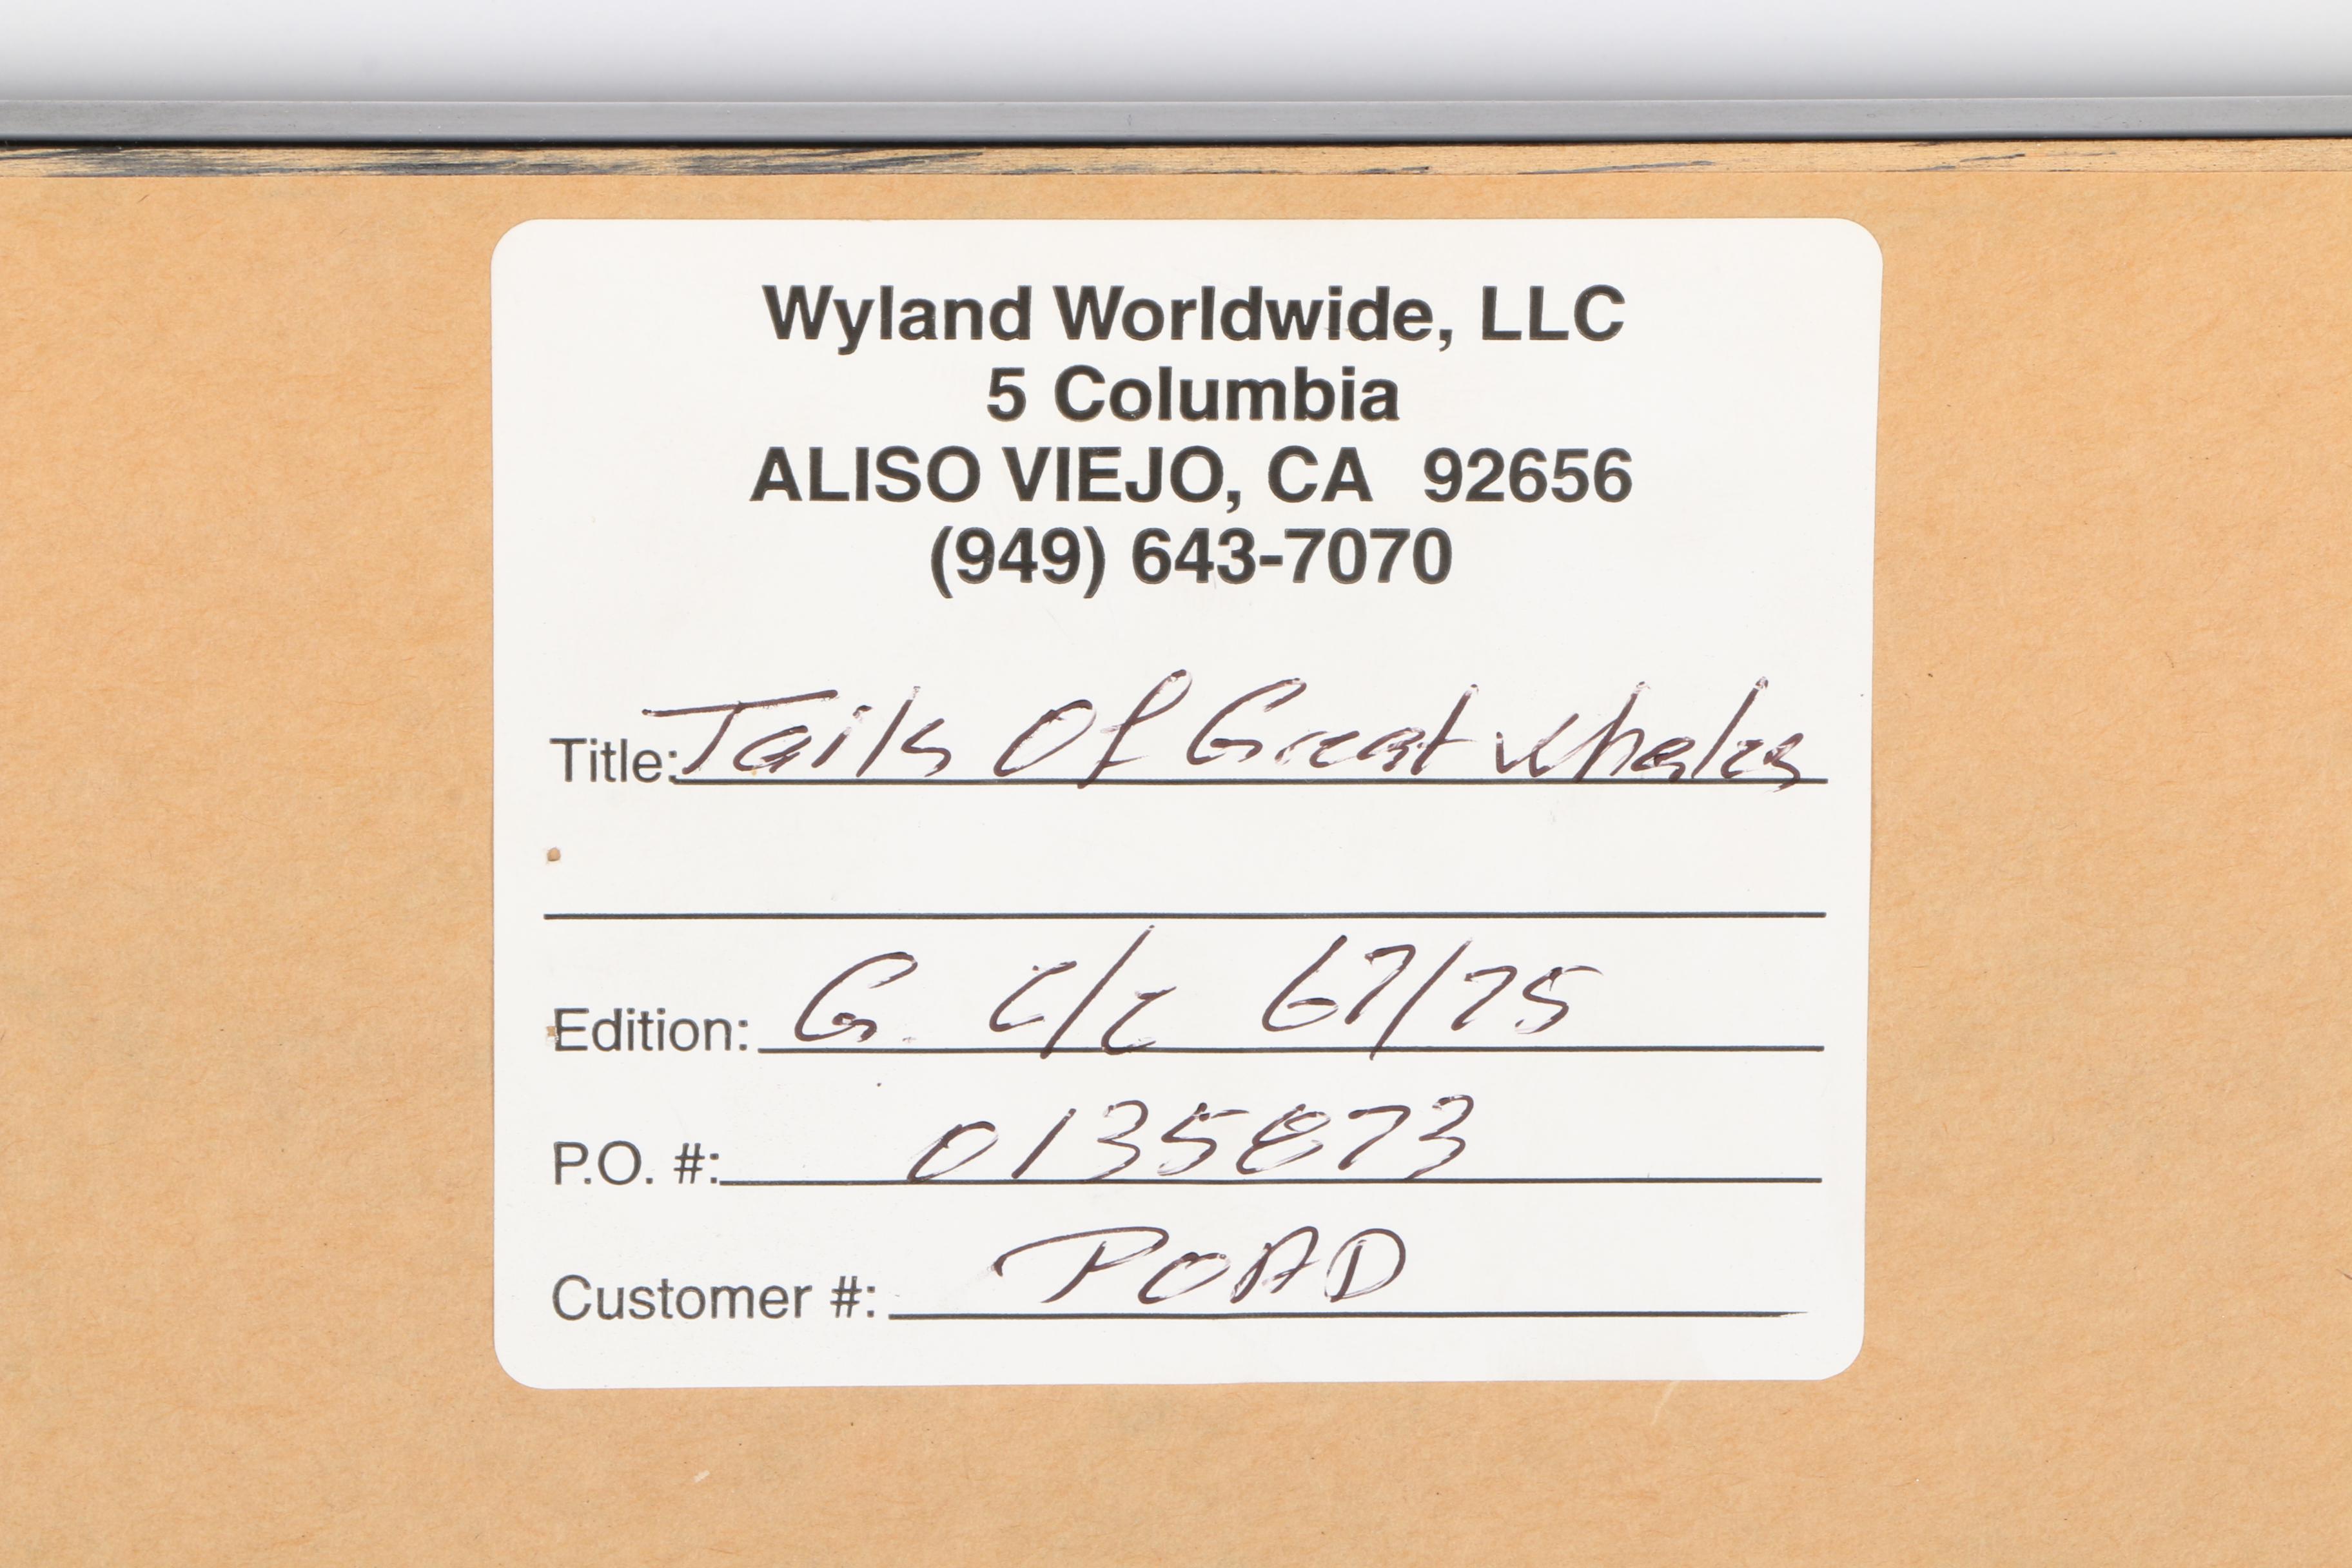 Wyland Worldwide, LLC
5 Columbia
ALISO VIEJO, CA 92656
(949) 643-7070
Title: Tails Of Great Whales
Edition: G. C/C 67/75
P.O. #: 0135873
Customer #: POAD